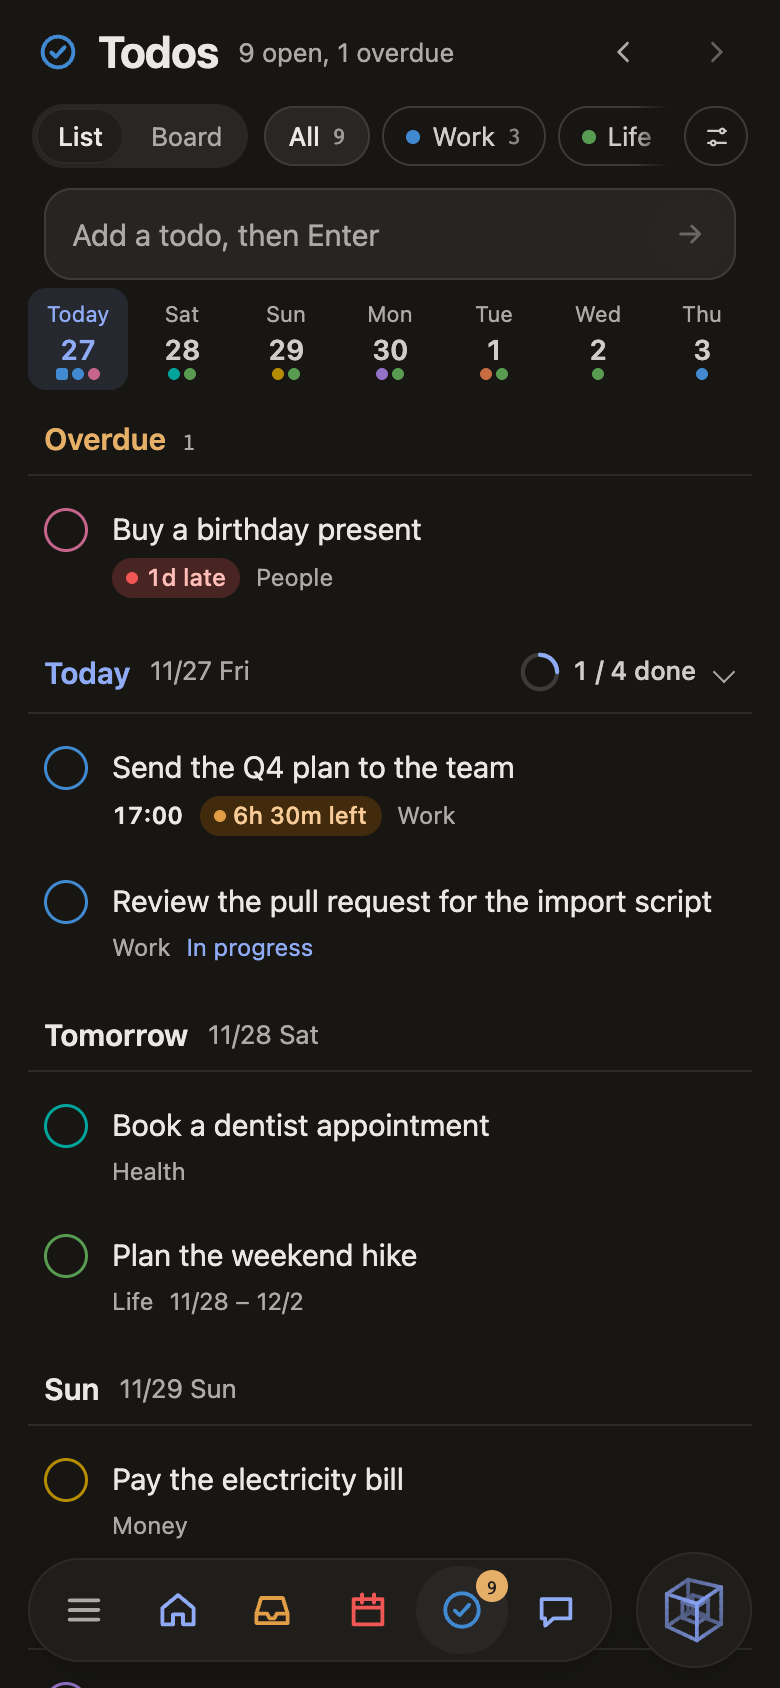 Todos 9 open, 1 overdue
List Board All 9 Work 3 Life
Add a todo, then Enter
Today Sat Sun Mon Tue Wed Thu
27 28 29 30 1 2 3
Overdue 1
Buy a birthday present
1d late People
Today 11/27 Fri 1 / 4 done
Send the Q4 plan to the team
17:00 6h 30m left Work
Review the pull request for the import script
Work In progress
Tomorrow 11/28 Sat
Book a dentist appointment
Health
Plan the weekend hike
Life 11/28 – 12/2
Sun 11/29 Sun
Pay the electricity bill
Money
9